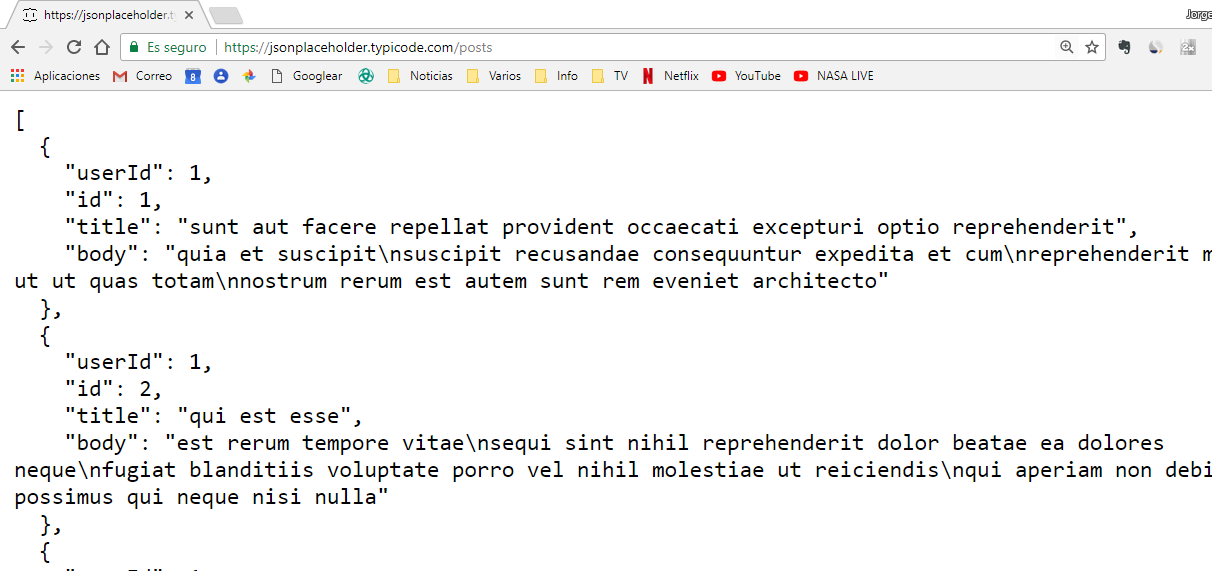 https://jsonplaceholder.t
Jorge
Es seguro https://jsonplaceholder.typicode.com/posts
Aplicaciones Correo 8 Googlear Noticias Varios Info TV Netflix YouTube NASA LIVE
[
{
"userId": 1,
"id": 1,
"title": "sunt aut facere repellat provident occaecati excepturi optio reprehenderit",
"body": "quia et suscipit\nsuscipit recusandae consequuntur expedita et cum\nreprehenderit m
ut ut quas totam\nnostrum rerum est autem sunt rem eveniet architecto"
},
{
"userId": 1,
"id": 2,
"title": "qui est esse",
"body": "est rerum tempore vitae\nsequi sint nihil reprehenderit dolor beatae ea dolores
neque\nfugiat blanditiis voluptate porro vel nihil molestiae ut reiciendis\nqui aperiam non debi
possimus qui neque nisi nulla"
},
{